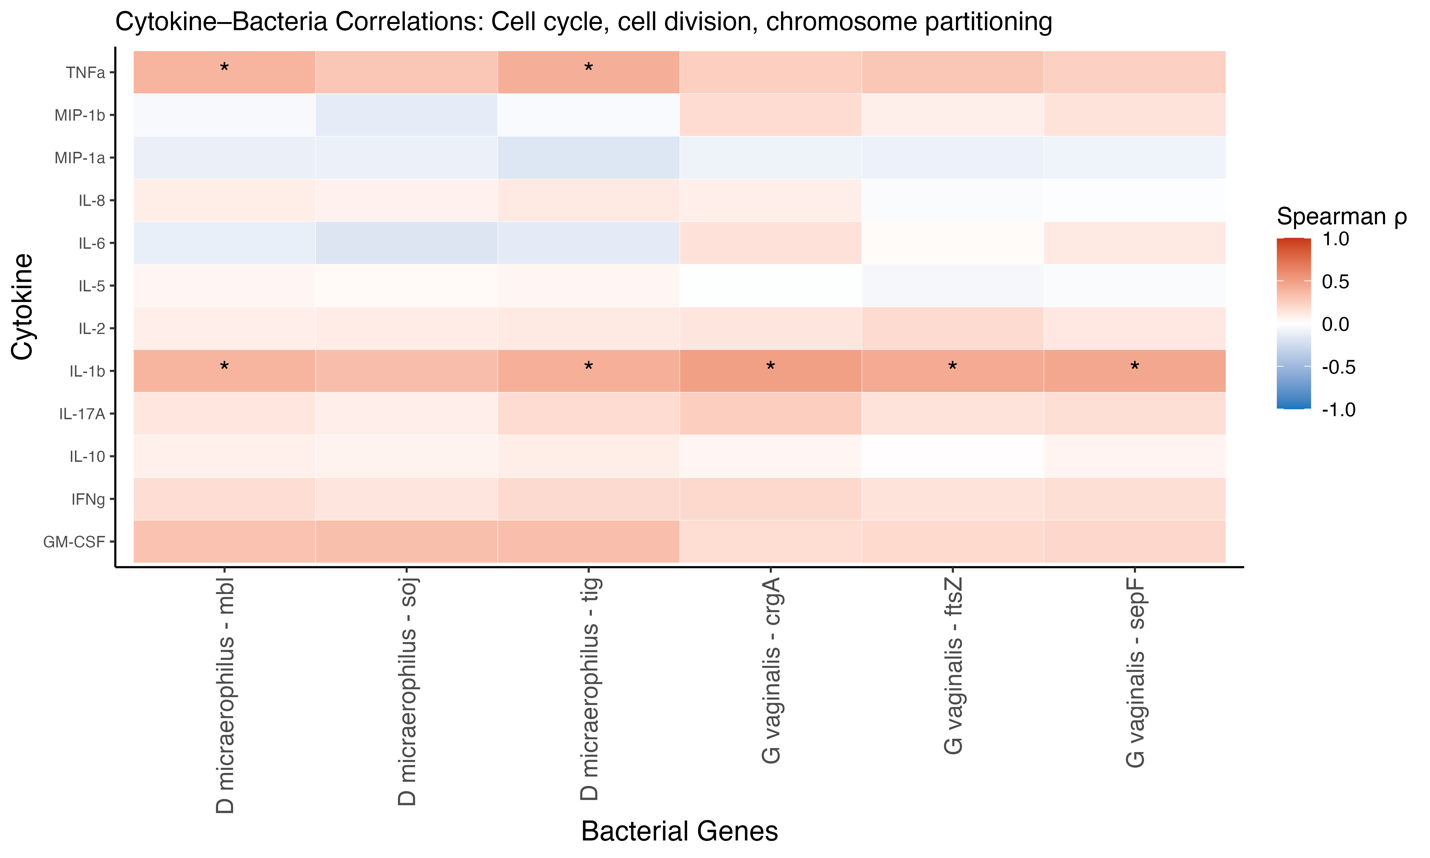 Cytokine–Bacteria Correlations: Cell cycle, cell division, chromosome partitioning
Cytokine
TNFa
*
*
MIP-1b
MIP-1a
IL-8
IL-6
IL-5
IL-2
IL-1b
*
*
*
*
*
IL-17A
IL-10
IFNg
GM-CSF
D micraerophilus - mbl
D micraerophilus - soj
D micraerophilus - tig
G vaginalis - crgA
G vaginalis - ftsZ
G vaginalis - sepF
Bacterial Genes
Spearman ρ
1.0
0.5
0.0
-0.5
-1.0